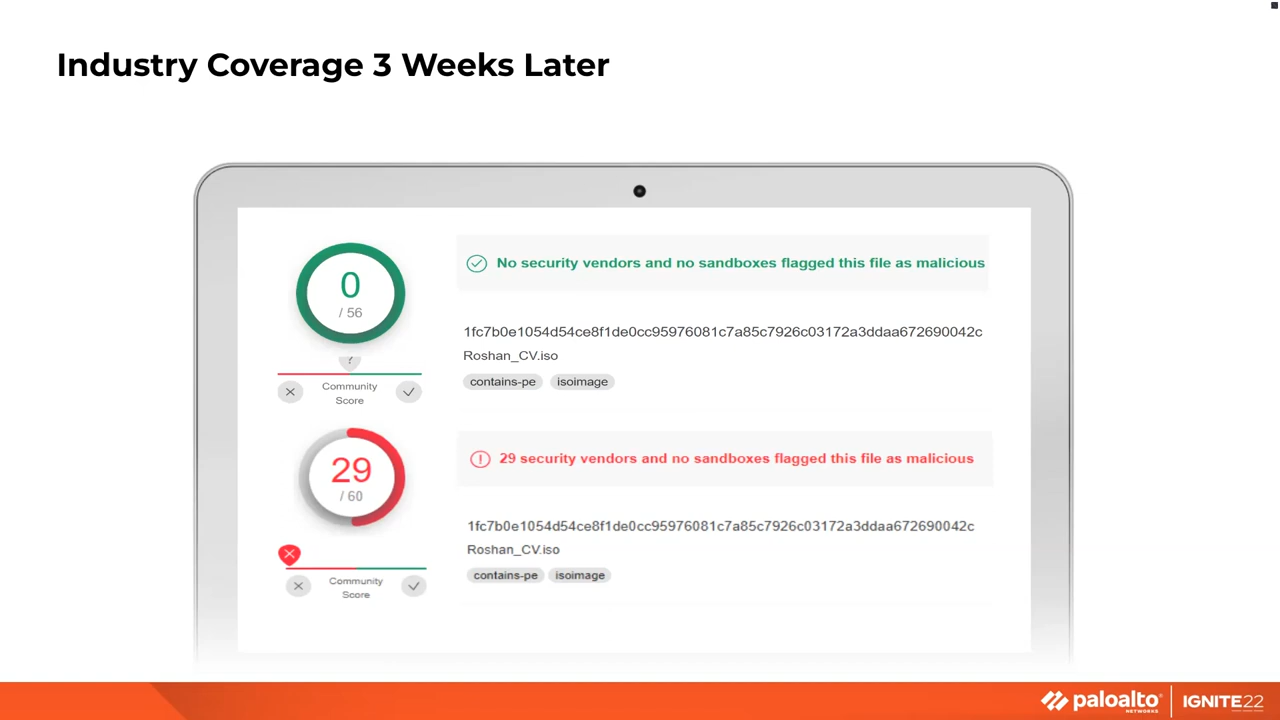 Industry Coverage 3 Weeks Later
0
/ 56
?
Community
Score
No security vendors and no sandboxes flagged this file as malicious
1fc7b0e1054d54ce8f1de0cc95976081c7a85c7926c03172a3ddaa672690042c
Roshan_CV.iso
contains-pe isoimage
29
/ 60
Community
Score
29 security vendors and no sandboxes flagged this file as malicious
1fc7b0e1054d54ce8f1de0cc95976081c7a85c7926c03172a3ddaa672690042c
Roshan_CV.iso
contains-pe isoimage
paloalto
NETWORKS
IGNITE22